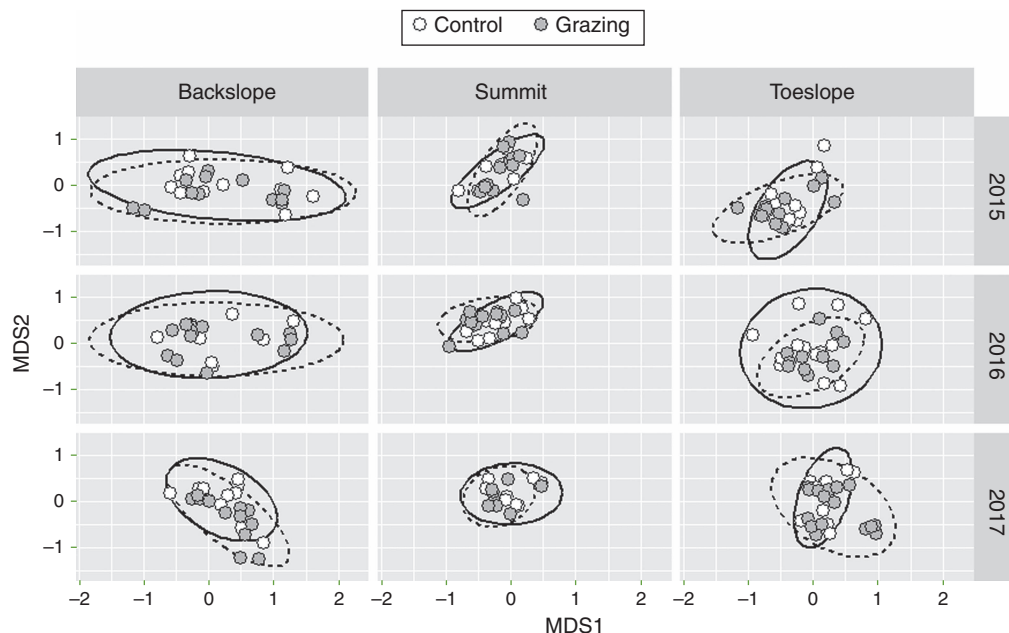 Control Grazing
Backslope Summit Toeslope
1
0
−1
2015
1
0
−1
2016
MDS2
1
0
−1
2017
−2 −1 0 1 2 −2 −1 0 1 2 −2 −1 0 1 2
MDS1